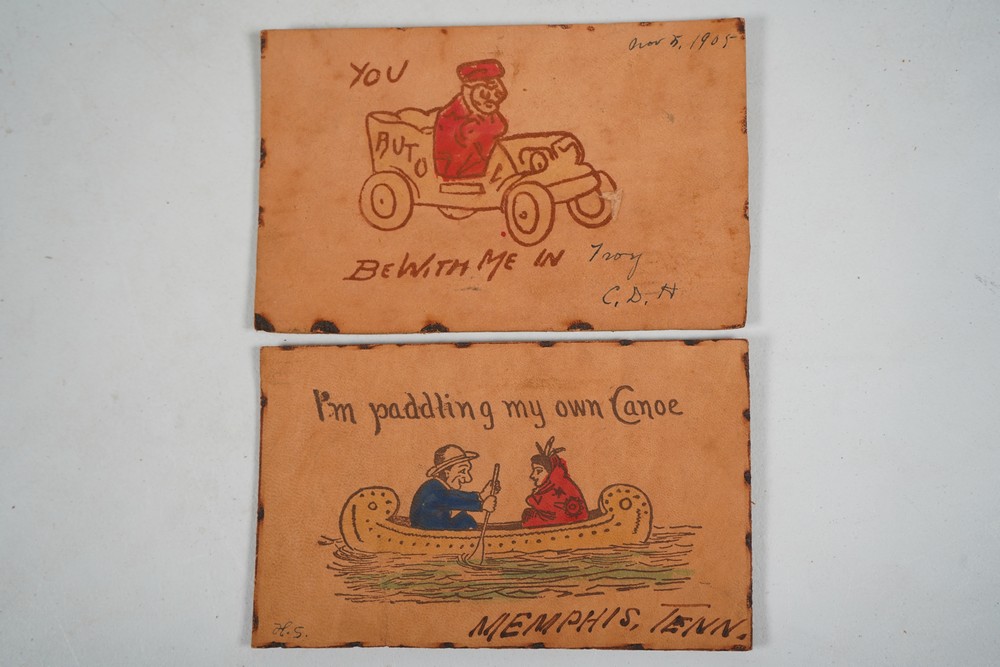 Nov 5, 1905
YOU
AUTO
BE WITH ME IN Troy
C. D. H
I'm paddling my own Canoe
H.S.
MEMPHIS, TENN.